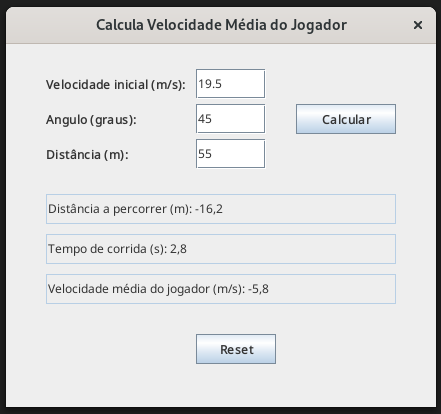 Calcula Velocidade Média do Jogador ×
Velocidade inicial (m/s): 19.5
Angulo (graus): 45 Calcular
Distância (m): 55
Distância a percorrer (m): -16,2
Tempo de corrida (s): 2,8
Velocidade média do jogador (m/s): -5,8
Reset